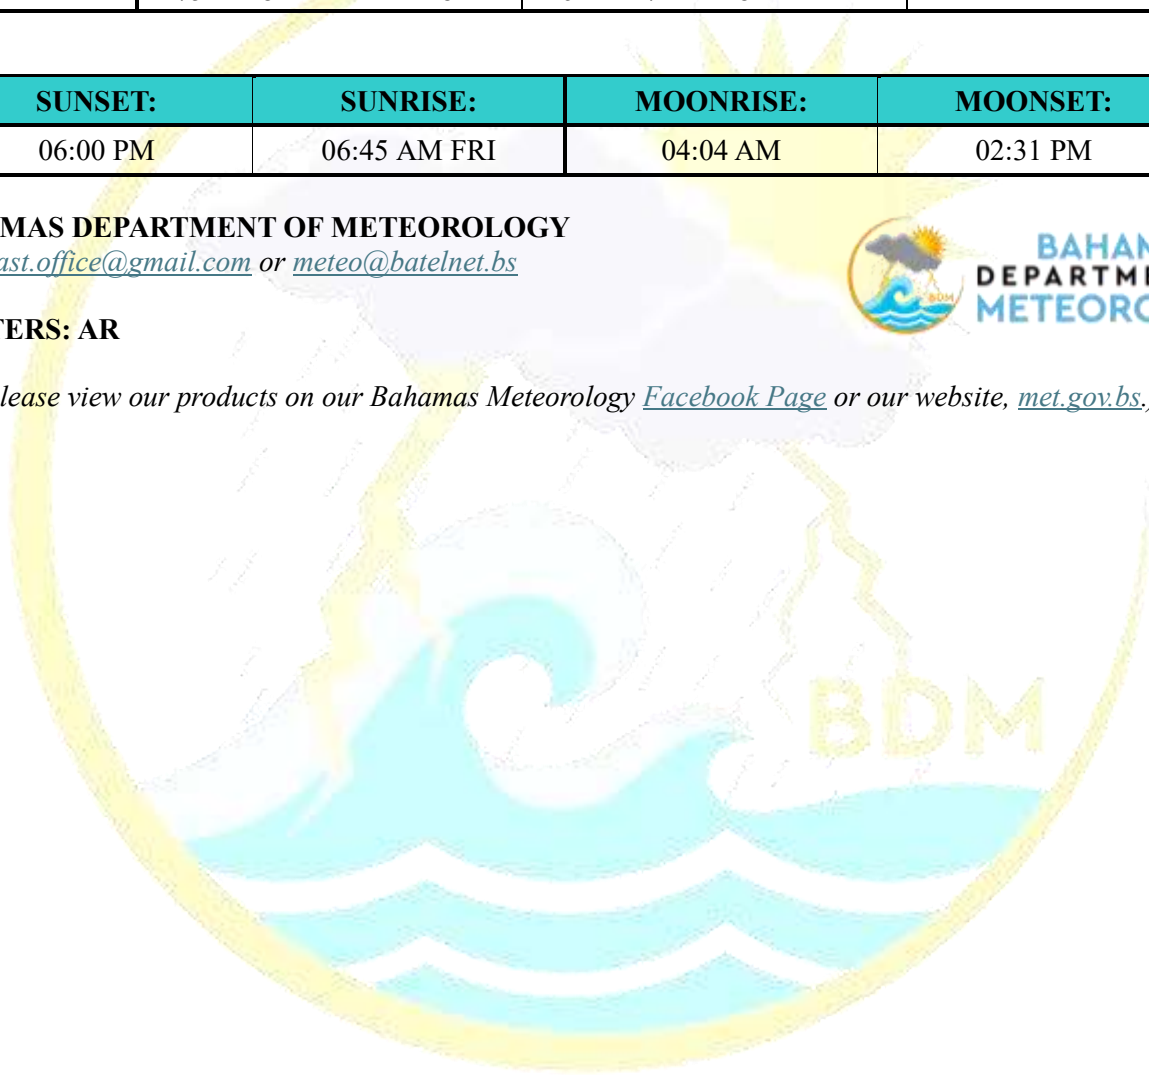 SUNSET: SUNRISE: MOONRISE: MOONSET:
06:00 PM 06:45 AM FRI 04:04 AM 02:31 PM
MAS DEPARTMENT OF METEOROLOGY
ast.office@gmail.com or meteo@batelnet.bs
BAHAM
DEPARTME
METEORO
BDM
TERS: AR
lease view our products on our Bahamas Meteorology Facebook Page or our website, met.gov.bs.
BDM